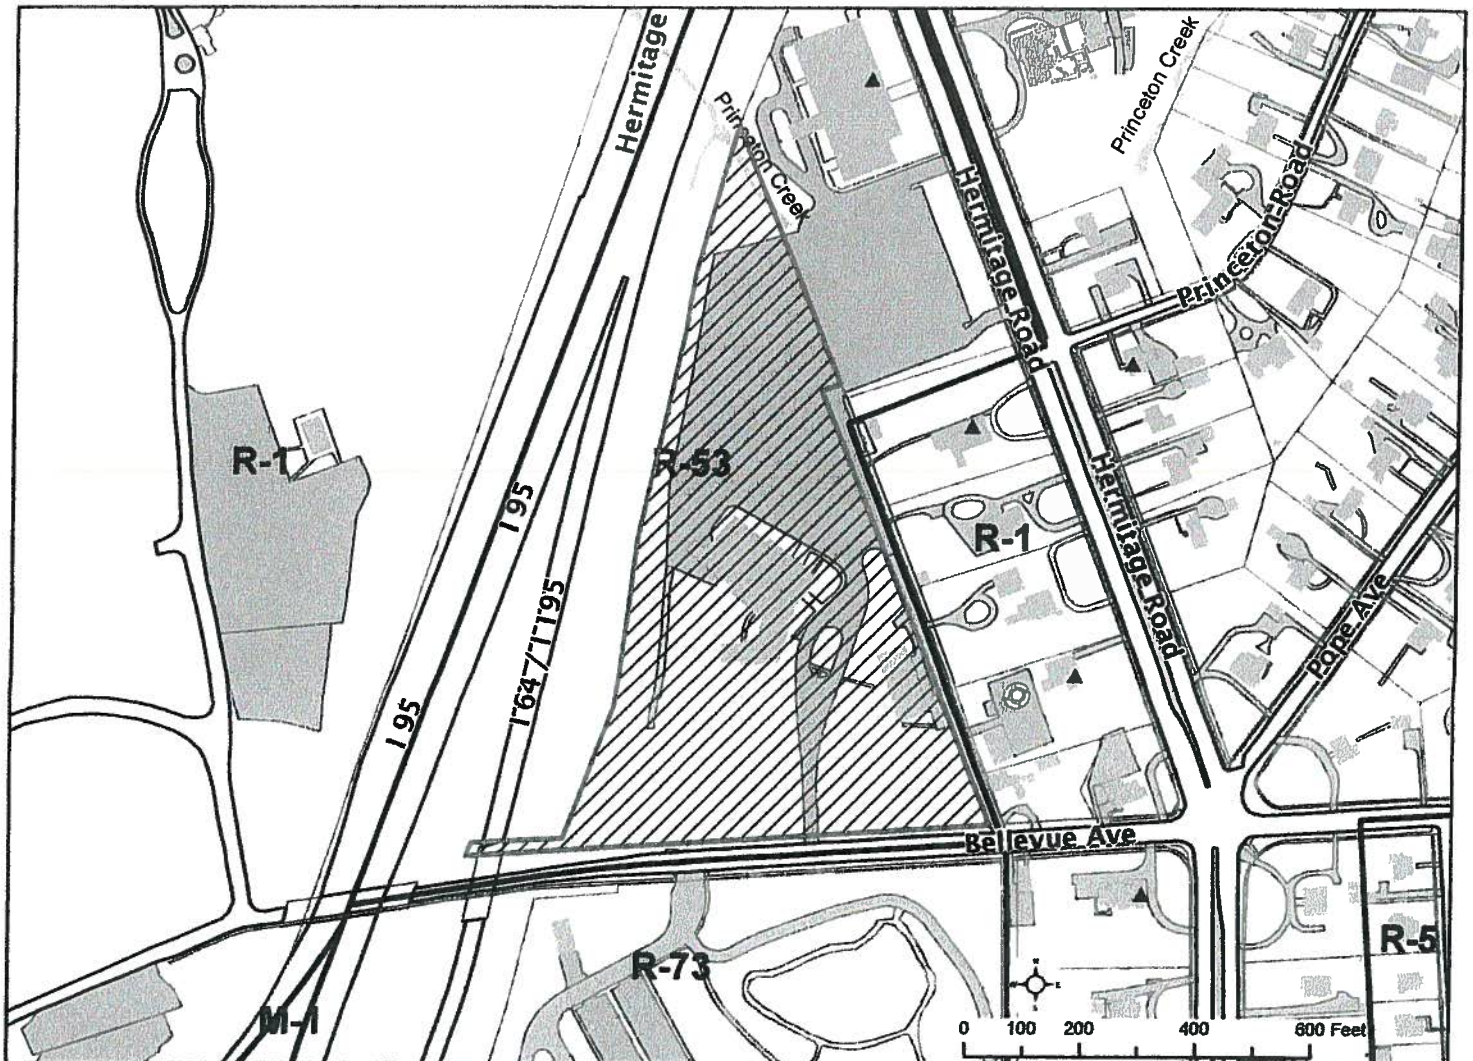 Hermitage
Princeton Creek
Princeton Creek
Hermitage Road
Princeton Road
R-1
R-53
I 95
Hermitage Road
R-1
I-64 / I-195
Pope Ave
I 95
Bellevue Ave
R-73
R-5
M-1
N
E
0 100 200 400 600 Feet